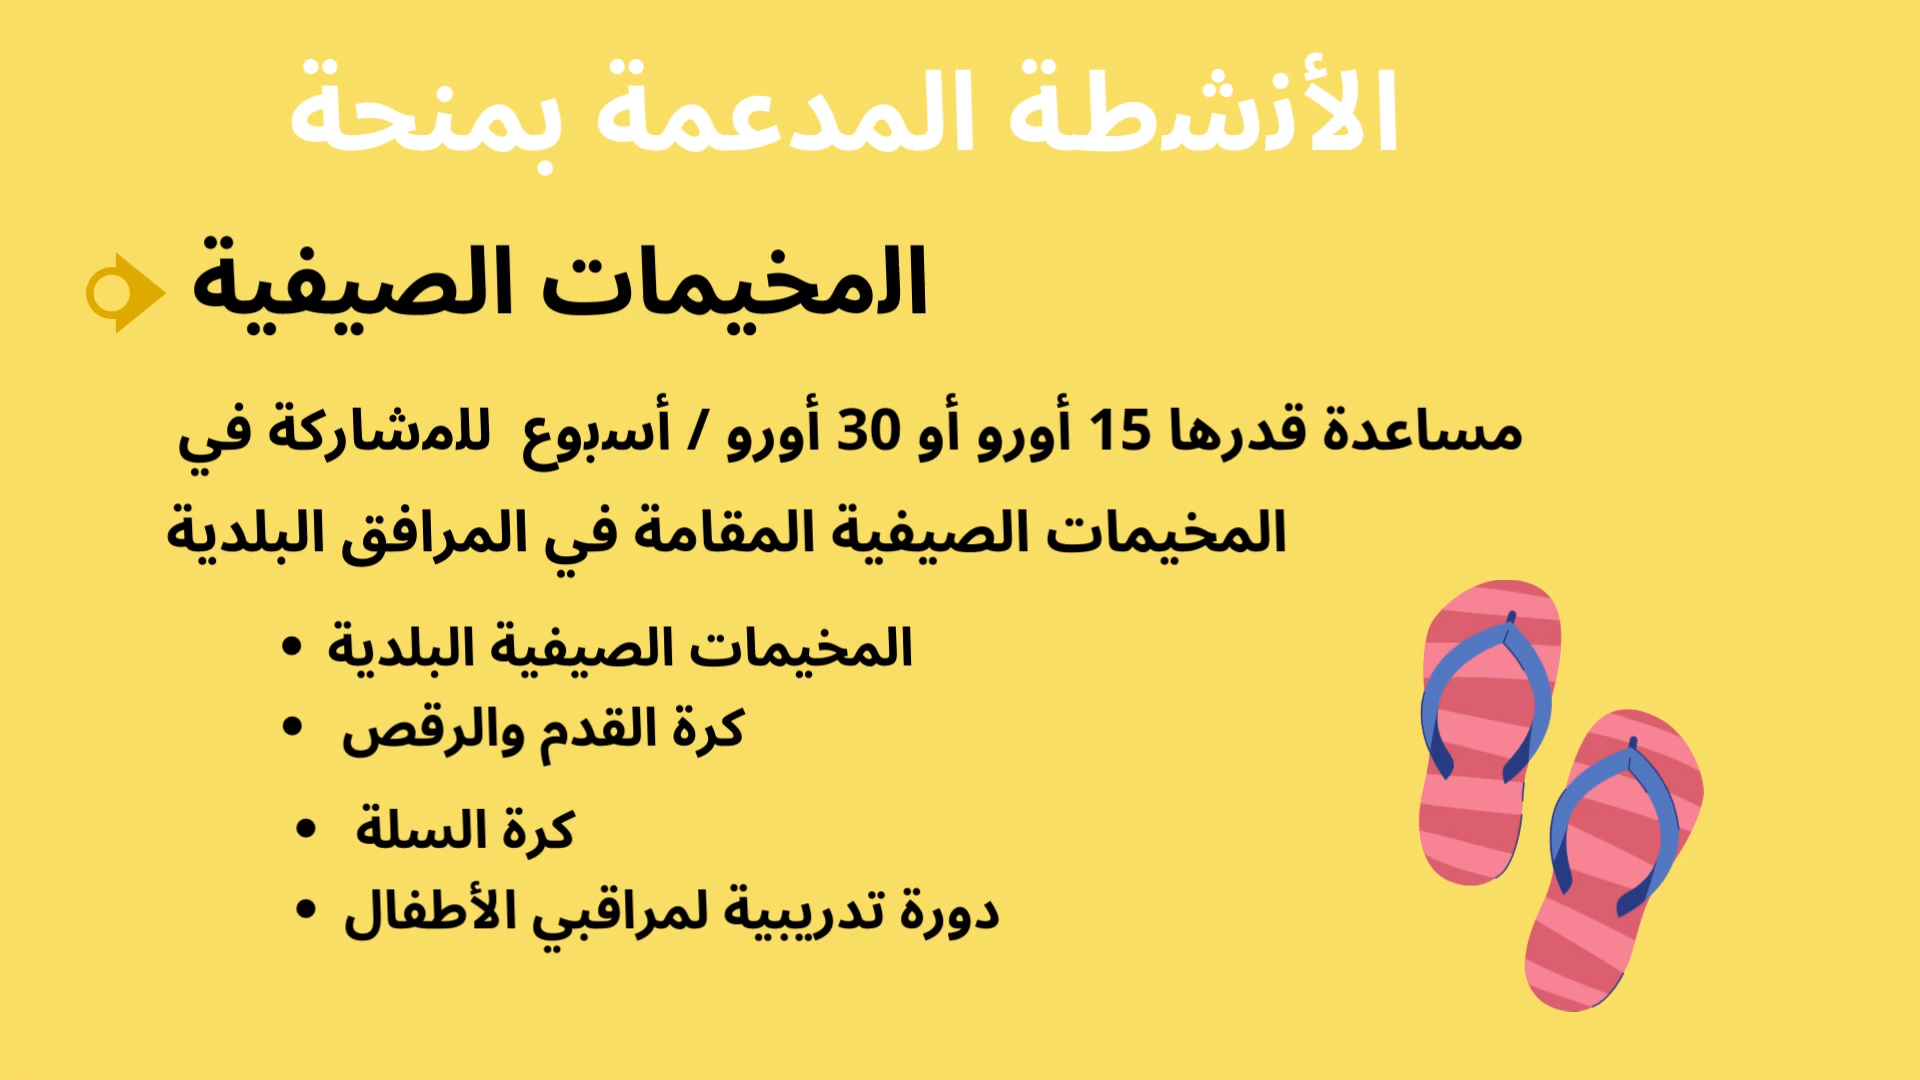 الأنشطة المدعمة بمنحة
المخيمات الصيفية
مساعدة قدرها 15 أورو أو 30 أورو / أسبوع للمشاركة في
المخيمات الصيفية المقامة في المرافق البلدية
• المخيمات الصيفية البلدية
• كرة القدم والرقص
• كرة السلة
• دورة تدريبية لمراقبي الأطفال